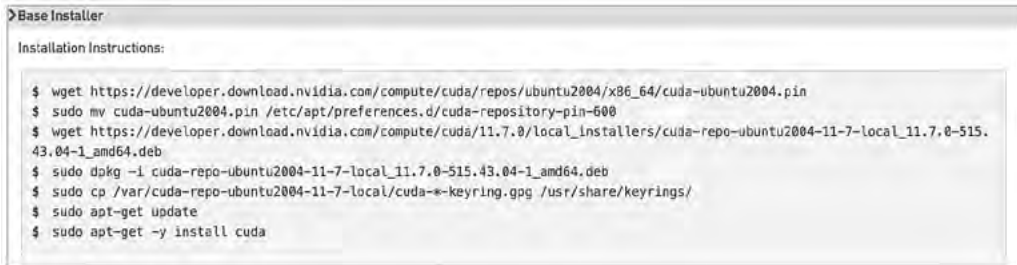 >Base Installer
Installation Instructions:
$ wget https://developer.download.nvidia.com/compute/cuda/repos/ubuntu2004/x86_64/cuda-ubuntu2004.pin
$ sudo mv cuda-ubuntu2004.pin /etc/apt/preferences.d/cuda-repository-pin-600
$ wget https://developer.download.nvidia.com/compute/cuda/11.7.0/local_installers/cuda-repo-ubuntu2004-11-7-local_11.7.0-515.
43.04-1_amd64.deb
$ sudo dpkg -i cuda-repo-ubuntu2004-11-7-local_11.7.0-515.43.04-1_amd64.deb
$ sudo cp /var/cuda-repo-ubuntu2004-11-7-local/cuda-*-keyring.gpg /usr/share/keyrings/
$ sudo apt-get update
$ sudo apt-get -y install cuda